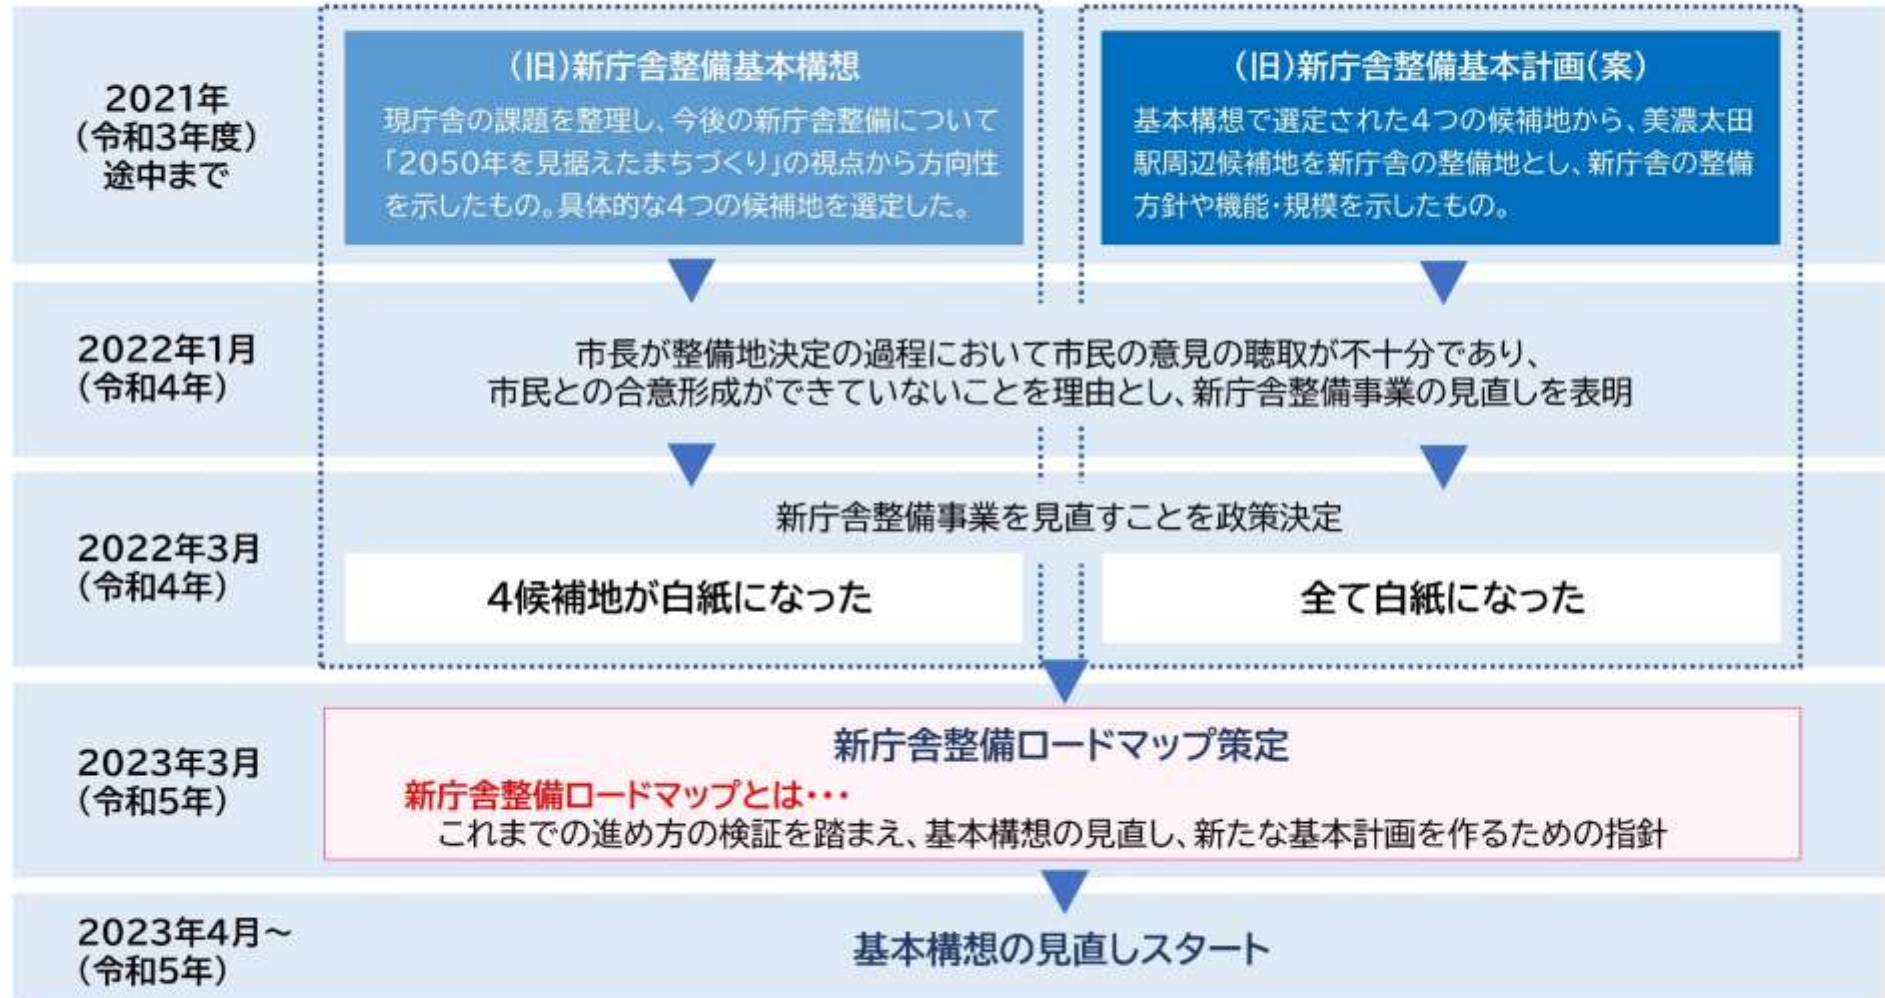 2021年
（令和3年度）
途中まで
（旧）新庁舎整備基本構想
現庁舎の課題を整理し、今後の新庁舎整備について
「2050年を見据えたまちづくり」の視点から方向性
を示したもの。具体的な4つの候補地を選定した。
（旧）新庁舎整備基本計画（案）
基本構想で選定された4つの候補地から、美濃太田
駅周辺候補地を新庁舎の整備地とし、新庁舎の整備
方針や機能・規模を示したもの。
2022年1月
（令和4年）
市長が整備地決定の過程において市民の意見の聴取が不十分であり、
市民との合意形成ができていないことを理由とし、新庁舎整備事業の見直しを表明
2022年3月
（令和4年）
新庁舎整備事業を見直すことを政策決定
4候補地が白紙になった
全て白紙になった
2023年3月
（令和5年）
新庁舎整備ロードマップ策定
新庁舎整備ロードマップとは・・・
これまでの進め方の検証を踏まえ、基本構想の見直し、新たな基本計画を作るための指針
2023年4月～
（令和5年）
基本構想の見直しスタート